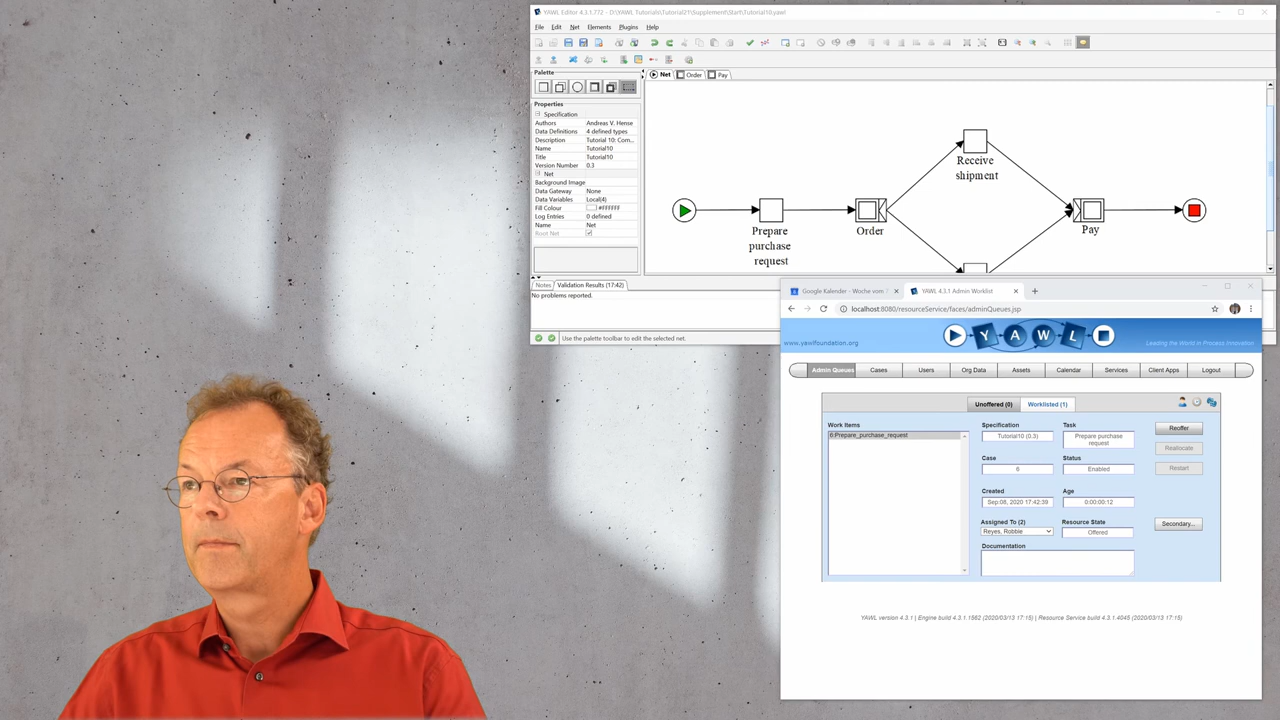 YAWL Editor 4.3.1.772 - D:\YAWL Tutorials\Tutorial21\Supplement\Start\Tutorial10.yawl
File Edit Net Elements Plugins Help
Palette
Net Order Pay
Properties
Specification
Authors Andreas V. Hense
Data Definitions 4 defined types
Description Tutorial 10: Com...
Name Tutorial10
Title Tutorial10
Version Number 0.3
Net
Background Image
Data Gateway None
Data Variables Local(4)
Fill Colour #FFFFFF
Log Entries 0 defined
Name Net
Root Net
Receive
shipment
Prepare
purchase
request
Order
Pay
Notes Validation Results (17:42)
No problems reported.
Use the palette toolbar to edit the selected net.
Google Kalender - Woche vom 7
YAWL 4.3.1 Admin Worklist
localhost:8080/resourceService/faces/adminQueues.jsp
www.yawlfoundation.org
YAWL
Leading the World in Process Innovation
Admin Queues Cases Users Org Data Assets Calendar Services Client Apps Logout
Unoffered (0) Worklisted (1)
Work Items
6:Prepare_purchase_request
Specification Task
Tutorial10 (0.3) Prepare purchase request
Reoffer
Reallocate
Case Status
6 Enabled
Restart
Created Age
Sep.08, 2020 17:42:39 0:00:00:12
Assigned To (2) Resource State
Reyes, Robbie Offered
Secondary...
Documentation
YAWL version 4.3.1 | Engine build 4.3.1.1562 (2020/03/13 17:15) | Resource Service build 4.3.1.4045 (2020/03/13 17:15)